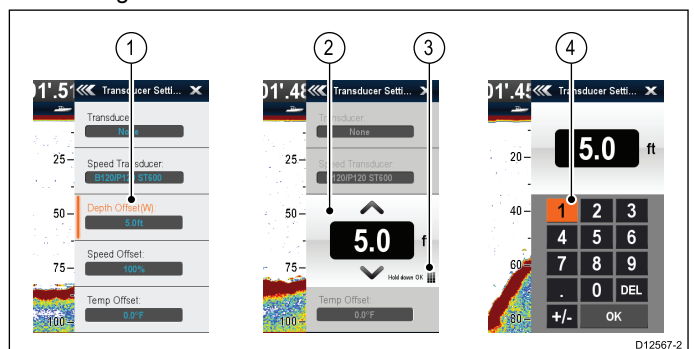 1
2
3
4
01'.51
Transducer Setti...
X
Transduce
None
Speed Transducer:
B120/P120 ST600
Depth Offset(W):
5.0ft
Speed Offset:
100%
Temp Offset:
0.0°F
25
50
75
100
01'.48
Transducer Setti...
X
Transducer:
None
Speed Transducer:
B120/P120 ST600
5.0
f
Hold down OK
Temp Offset:
0.0°F
25
50
75
100
01'.45
Transducer Setti...
X
5.0 ft
1 2 3
4 5 6
7 8 9
. 0 DEL
+/- OK
20
40
60
80
D12567-2